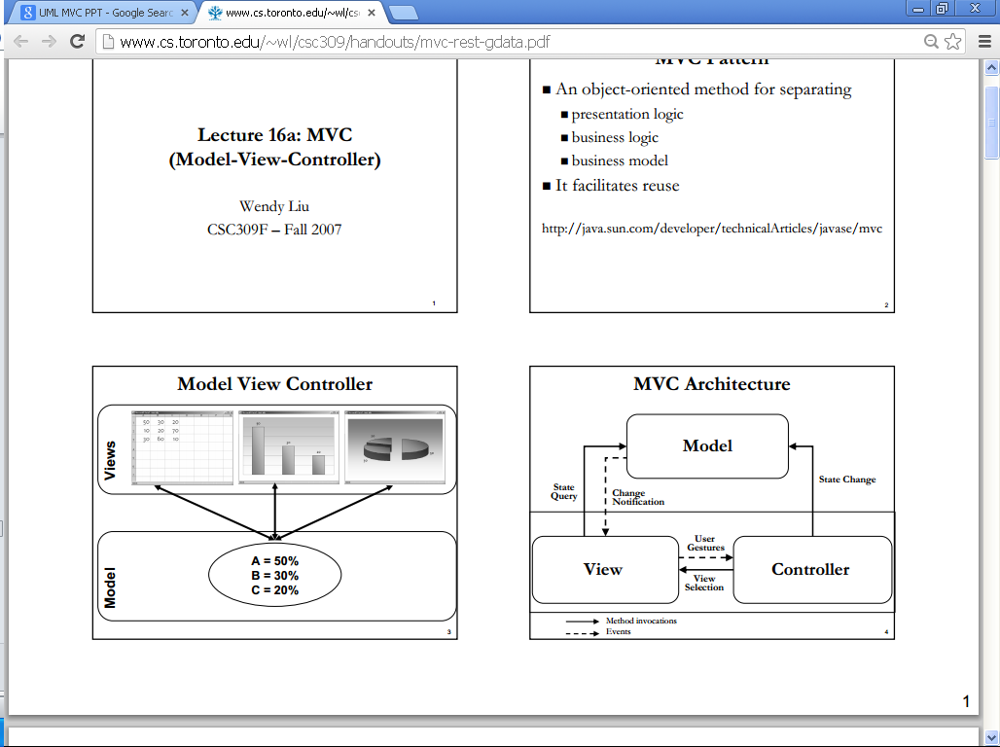 UML MVC PPT - Google Searc
www.cs.toronto.edu/~wl/cs
www.cs.toronto.edu/~wl/csc309/handouts/mvc-rest-gdata.pdf
Lecture 16a: MVC
(Model-View-Controller)
Wendy Liu
CSC309F – Fall 2007
1
MVC Pattern
■ An object-oriented method for separating
■ presentation logic
■ business logic
■ business model
■ It facilitates reuse
http://java.sun.com/developer/technicalArticles/javase/mvc
2
Model View Controller
Views
50 30 20
10 20 70
30 60 10
Model
A = 50%
B = 30%
C = 20%
3
MVC Architecture
Model
State
Query
Change
Notification
State Change
View
User
Gestures
View
Selection
Controller
Method invocations
Events
4
1